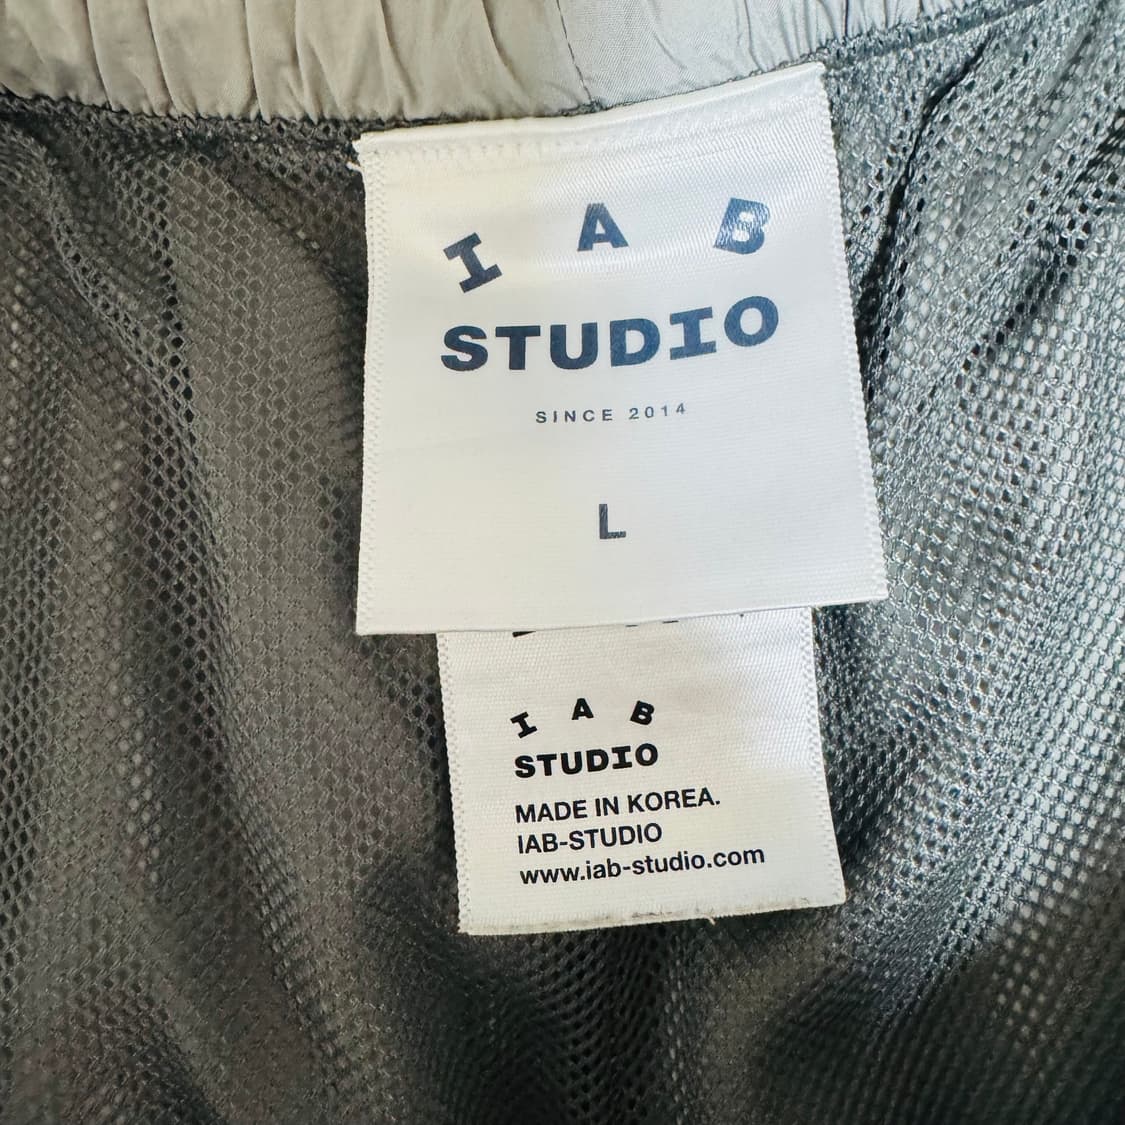 I A B
STUDIO
SINCE 2014
L
I A B
STUDIO
MADE IN KOREA.
IAB-STUDIO
www.iab-studio.com